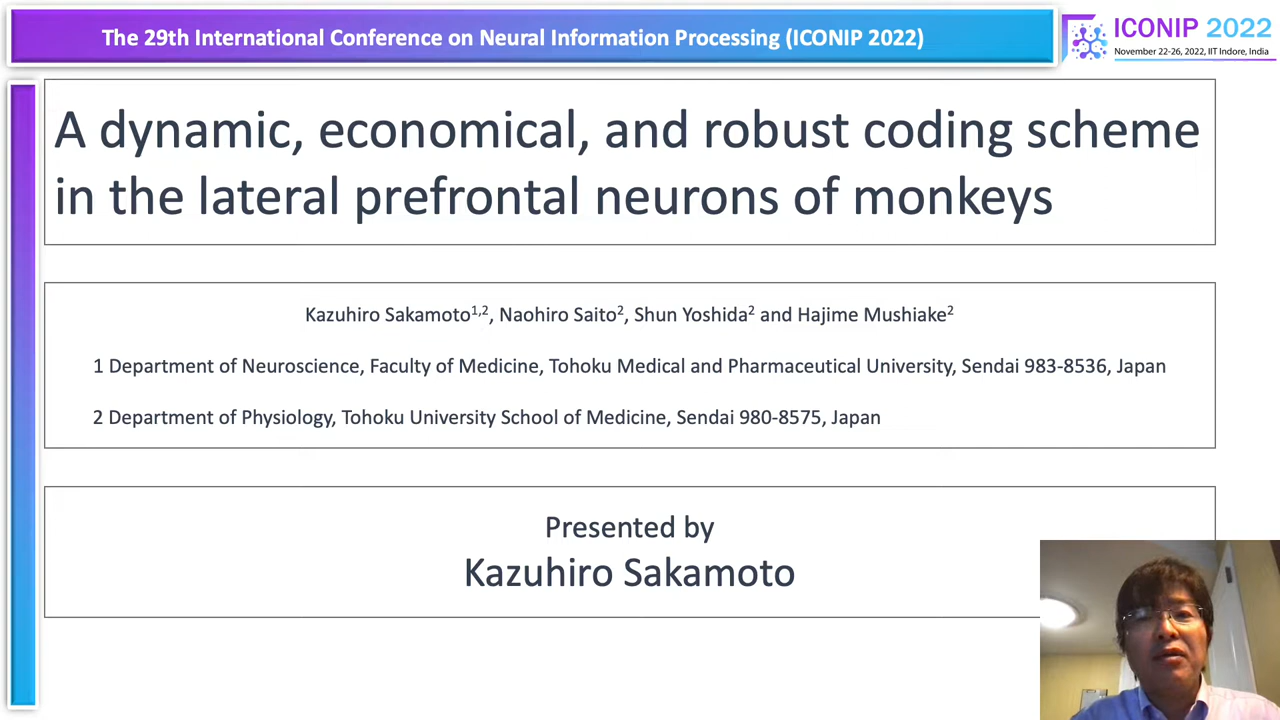 The 29th International Conference on Neural Information Processing (ICONIP 2022)
ICONIP 2022
November 22-26, 2022, IIT Indore, India
A dynamic, economical, and robust coding scheme
in the lateral prefrontal neurons of monkeys
Kazuhiro Sakamoto1,2, Naohiro Saito2, Shun Yoshida2 and Hajime Mushiake2
1 Department of Neuroscience, Faculty of Medicine, Tohoku Medical and Pharmaceutical University, Sendai 983-8536, Japan
2 Department of Physiology, Tohoku University School of Medicine, Sendai 980-8575, Japan
Presented by
Kazuhiro Sakamoto